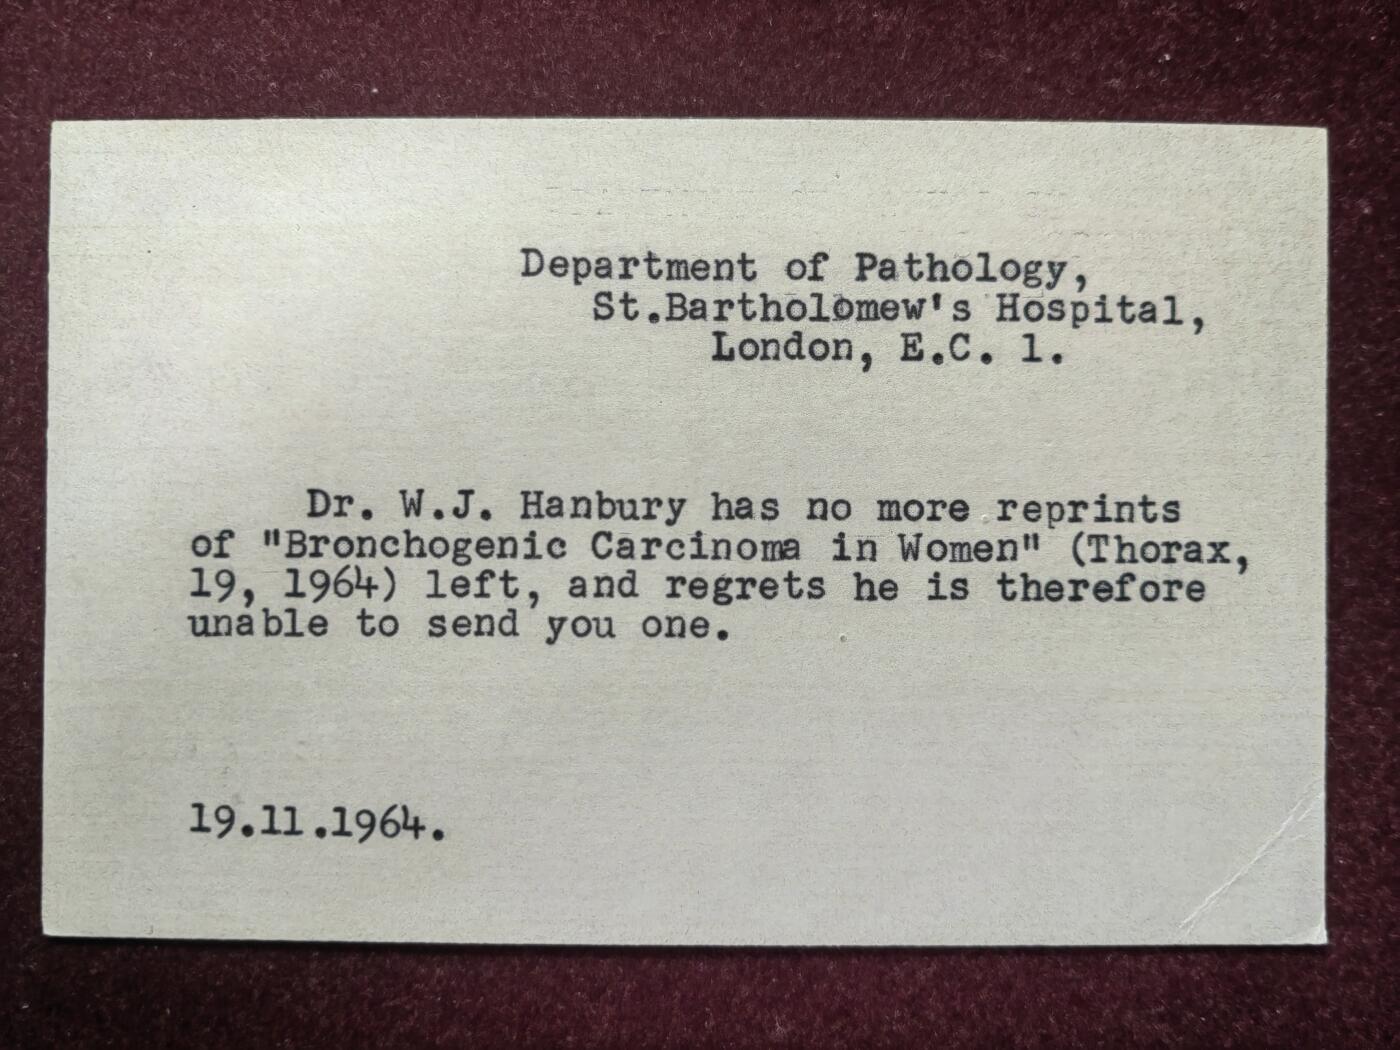 Department of Pathology,
St.Bartholomew's Hospital,
London, E.C. 1.
Dr. W.J. Hanbury has no more reprints
of "Bronchogenic Carcinoma in Women" (Thorax,
19, 1964) left, and regrets he is therefore
unable to send you one.
19.11.1964.